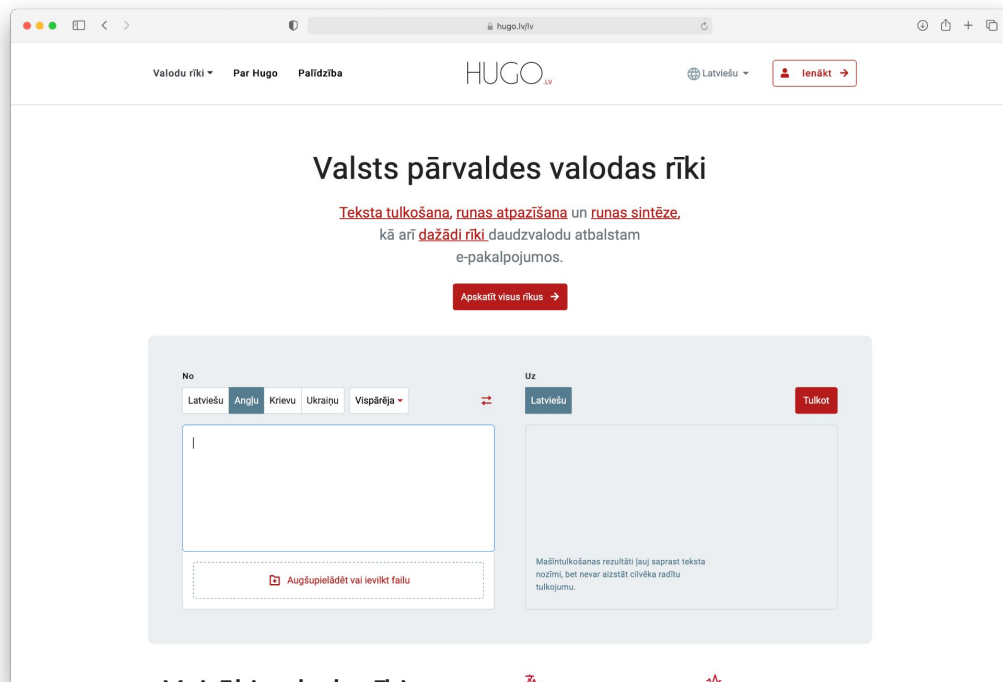 hugo.lv/lv
Valodu rīki
Par Hugo
Palīdzība
HUGO.LV
Latviešu
Ienākt
Valsts pārvaldes valodas rīki
Teksta tulkošana, runas atpazīšana un runas sintēze,
kā arī dažādi rīki daudzvalodu atbalstam
e-pakalpojumos.
Apskatīt visus rīkus
No
Latviešu Angļu Krievu Ukraiņu Vispārēja
Augšupielādēt vai ievilkt failu
Uz
Latviešu
Tulkot
Mašīntulkošanas rezultāti ļauj saprast teksta
nozīmi, bet nevar aizstāt cilvēka radītu
tulkojumu.